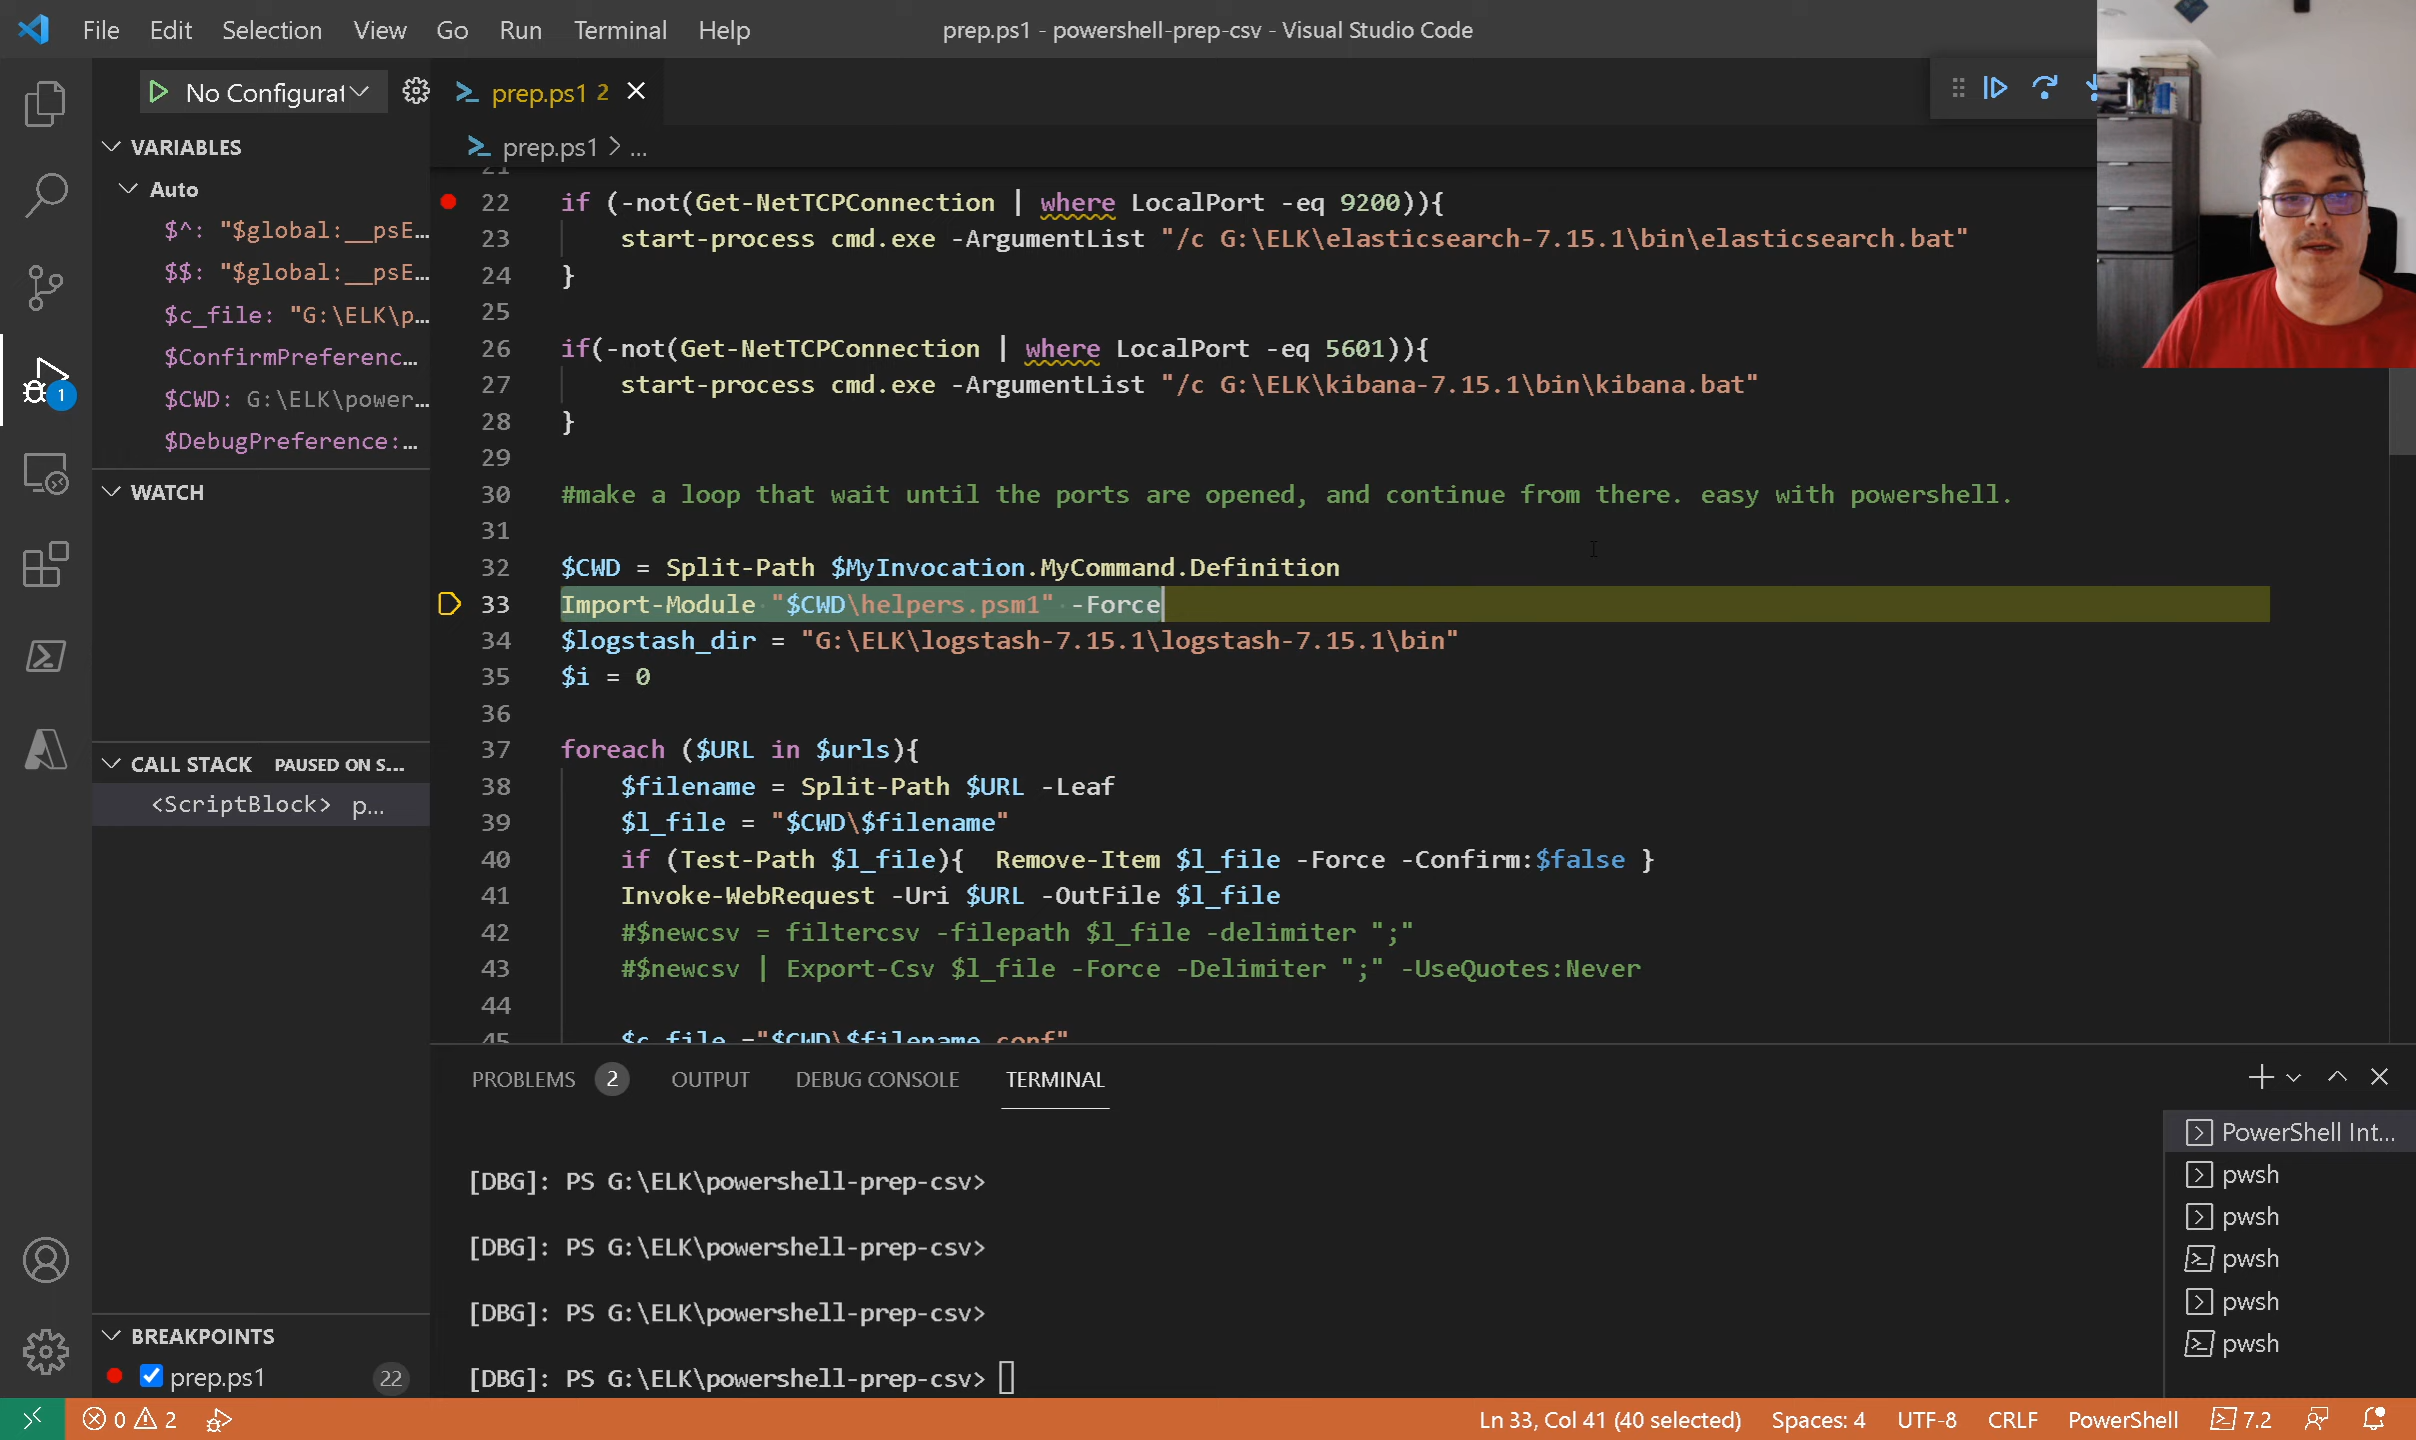 File Edit Selection View Go Run Terminal Help
prep.ps1 - powershell-prep-csv - Visual Studio Code
No Configurat
prep.ps1 2
prep.ps1 > ...
VARIABLES
Auto
$^: "$global:__psE...
$$: "$global:__psE...
$c_file: "G:\ELK\p...
$ConfirmPreferenc...
$CWD: G:\ELK\power...
$DebugPreference:...
WATCH
CALL STACK PAUSED ON S...
<ScriptBlock> p...
BREAKPOINTS
prep.ps1 22
1
21
22 if (-not(Get-NetTCPConnection | where LocalPort -eq 9200)){
23 start-process cmd.exe -ArgumentList "/c G:\ELK\elasticsearch-7.15.1\bin\elasticsearch.bat"
24 }
25
26 if(-not(Get-NetTCPConnection | where LocalPort -eq 5601)){
27 start-process cmd.exe -ArgumentList "/c G:\ELK\kibana-7.15.1\bin\kibana.bat"
28 }
29
30 #make a loop that wait until the ports are opened, and continue from there. easy with powershell.
31
32 $CWD = Split-Path $MyInvocation.MyCommand.Definition
33 Import-Module "$CWD\helpers.psm1" -Force
34 $logstash_dir = "G:\ELK\logstash-7.15.1\logstash-7.15.1\bin"
35 $i = 0
36
37 foreach ($URL in $urls){
38 $filename = Split-Path $URL -Leaf
39 $l_file = "$CWD\$filename"
40 if (Test-Path $l_file){ Remove-Item $l_file -Force -Confirm:$false }
41 Invoke-WebRequest -Uri $URL -OutFile $l_file
42 #$newcsv = filtercsv -filepath $l_file -delimiter ";"
43 #$newcsv | Export-Csv $l_file -Force -Delimiter ";" -UseQuotes:Never
44
45 $c_file ="$CWD\$filename.conf"
PROBLEMS 2 OUTPUT DEBUG CONSOLE TERMINAL
[DBG]: PS G:\ELK\powershell-prep-csv>
[DBG]: PS G:\ELK\powershell-prep-csv>
[DBG]: PS G:\ELK\powershell-prep-csv>
[DBG]: PS G:\ELK\powershell-prep-csv>
PowerShell Int...
pwsh
pwsh
pwsh
pwsh
pwsh
0 2
Ln 33, Col 41 (40 selected) Spaces: 4 UTF-8 CRLF PowerShell 7.2